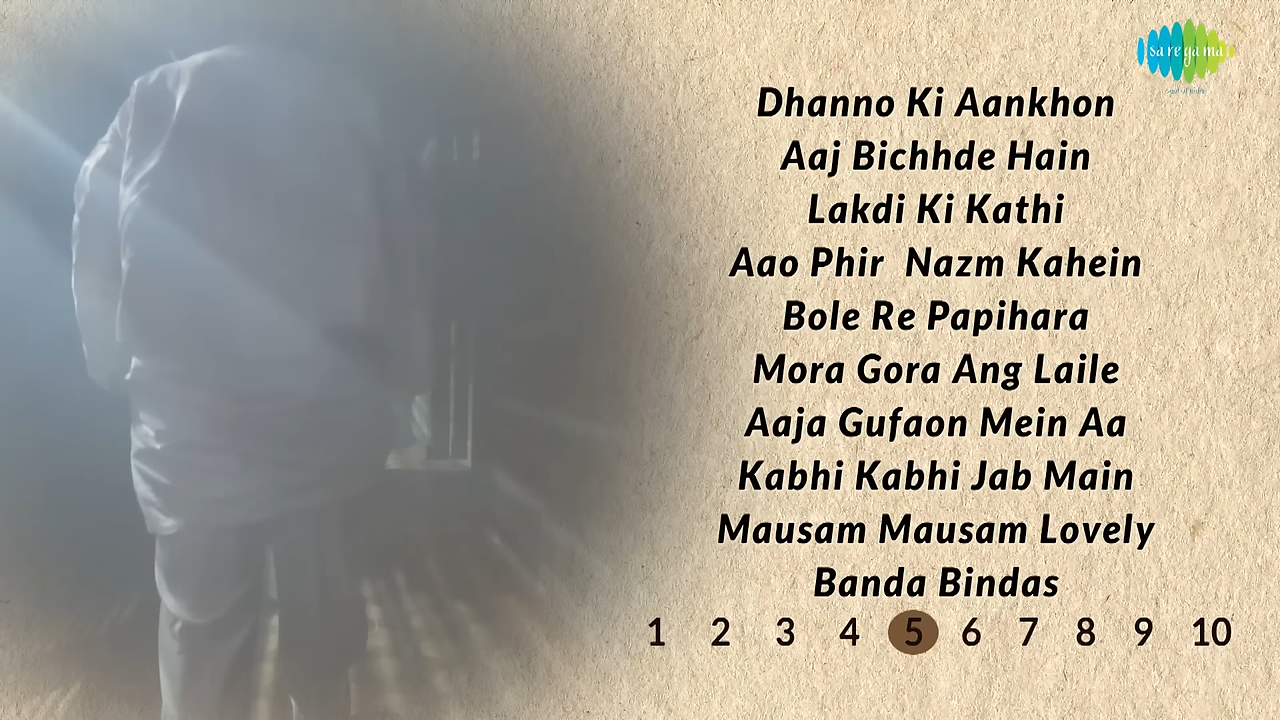 sa re ga ma
Dhanno Ki Aankhon
Aaj Bichhde Hain
Lakdi Ki Kathi
Aao Phir  Nazm Kahein
Bole Re Papihara
Mora Gora Ang Laile
Aaja Gufaon Mein Aa
Kabhi Kabhi Jab Main
Mausam Mausam Lovely
Banda Bindas
1 2 3 4 5 6 7 8 9 10